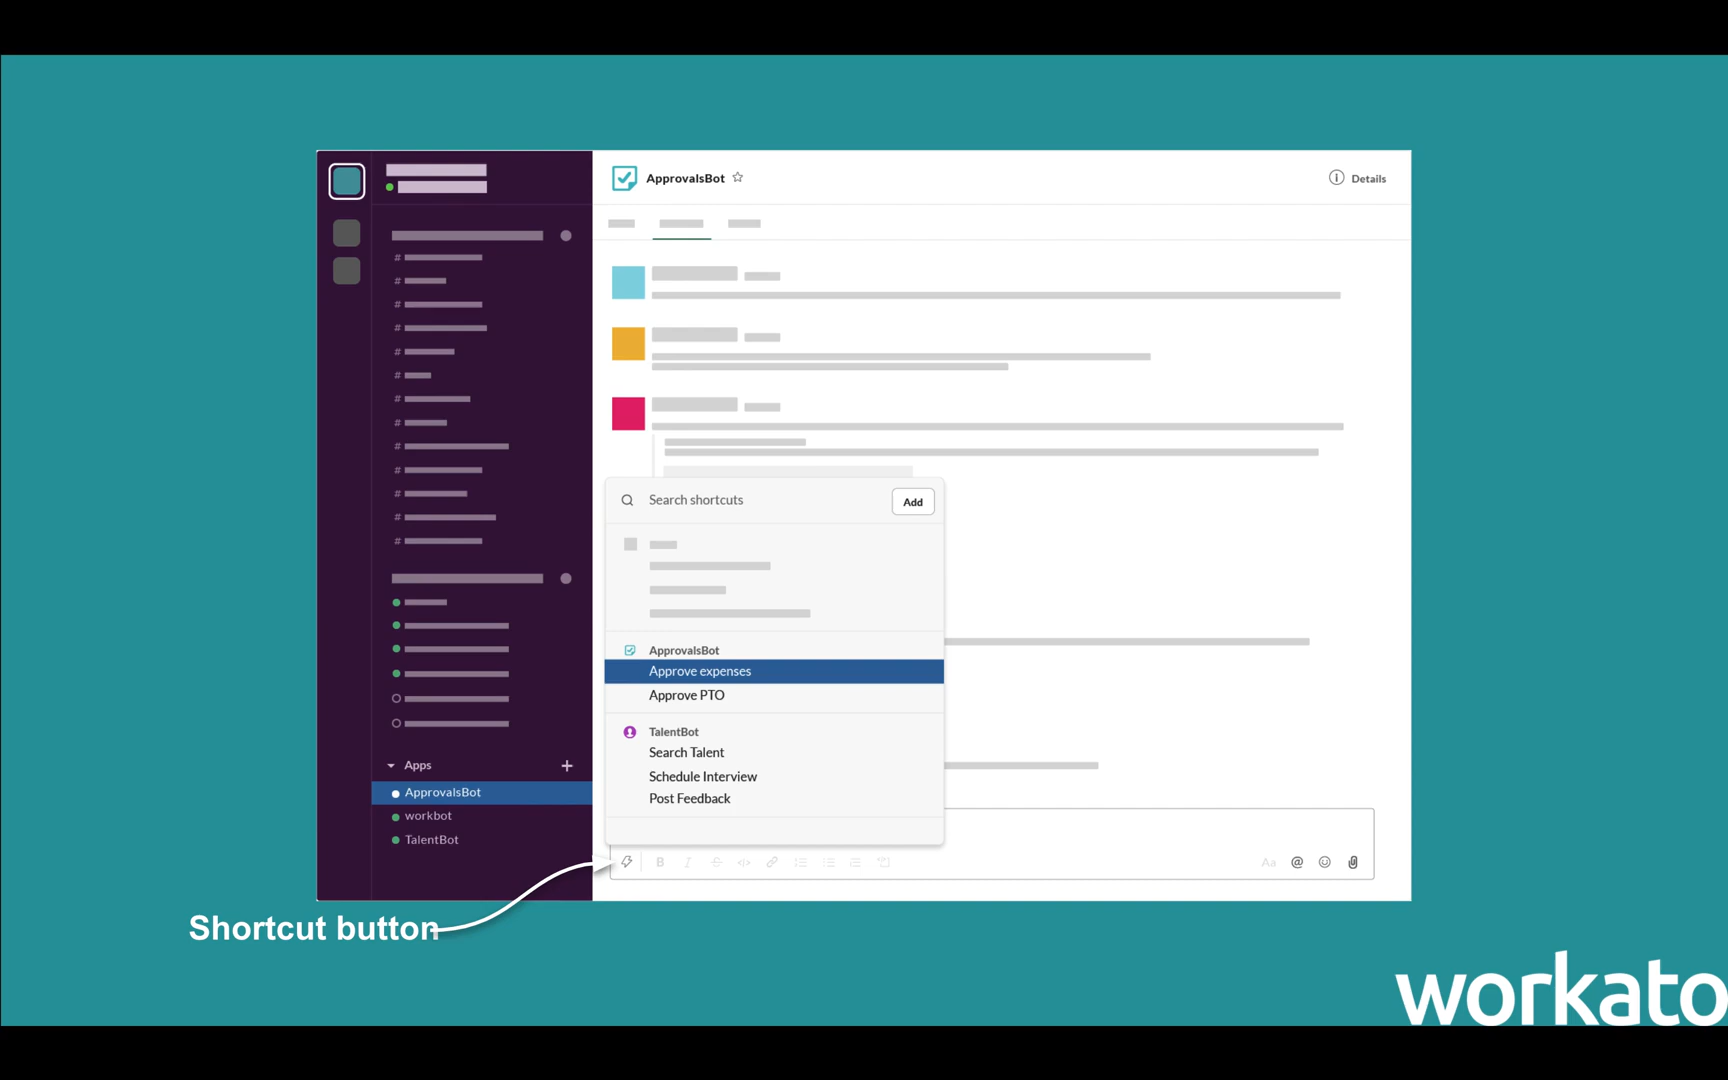 ApprovalsBot
Details
Search shortcuts
Add
ApprovalsBot
Approve expenses
Approve PTO
TalentBot
Search Talent
Schedule Interview
Post Feedback
Apps
ApprovalsBot
workbot
TalentBot
B I S </> Aa @
Shortcut button
workato